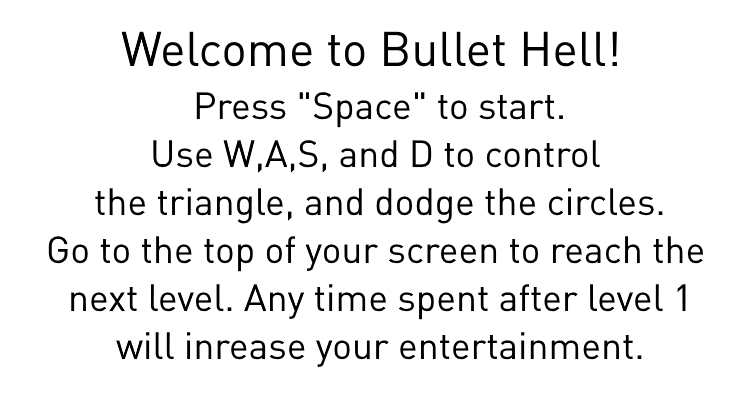 Welcome to Bullet Hell!
Press "Space" to start.
Use W,A,S, and D to control
the triangle, and dodge the circles.
Go to the top of your screen to reach the
next level. Any time spent after level 1
will inrease your entertainment.